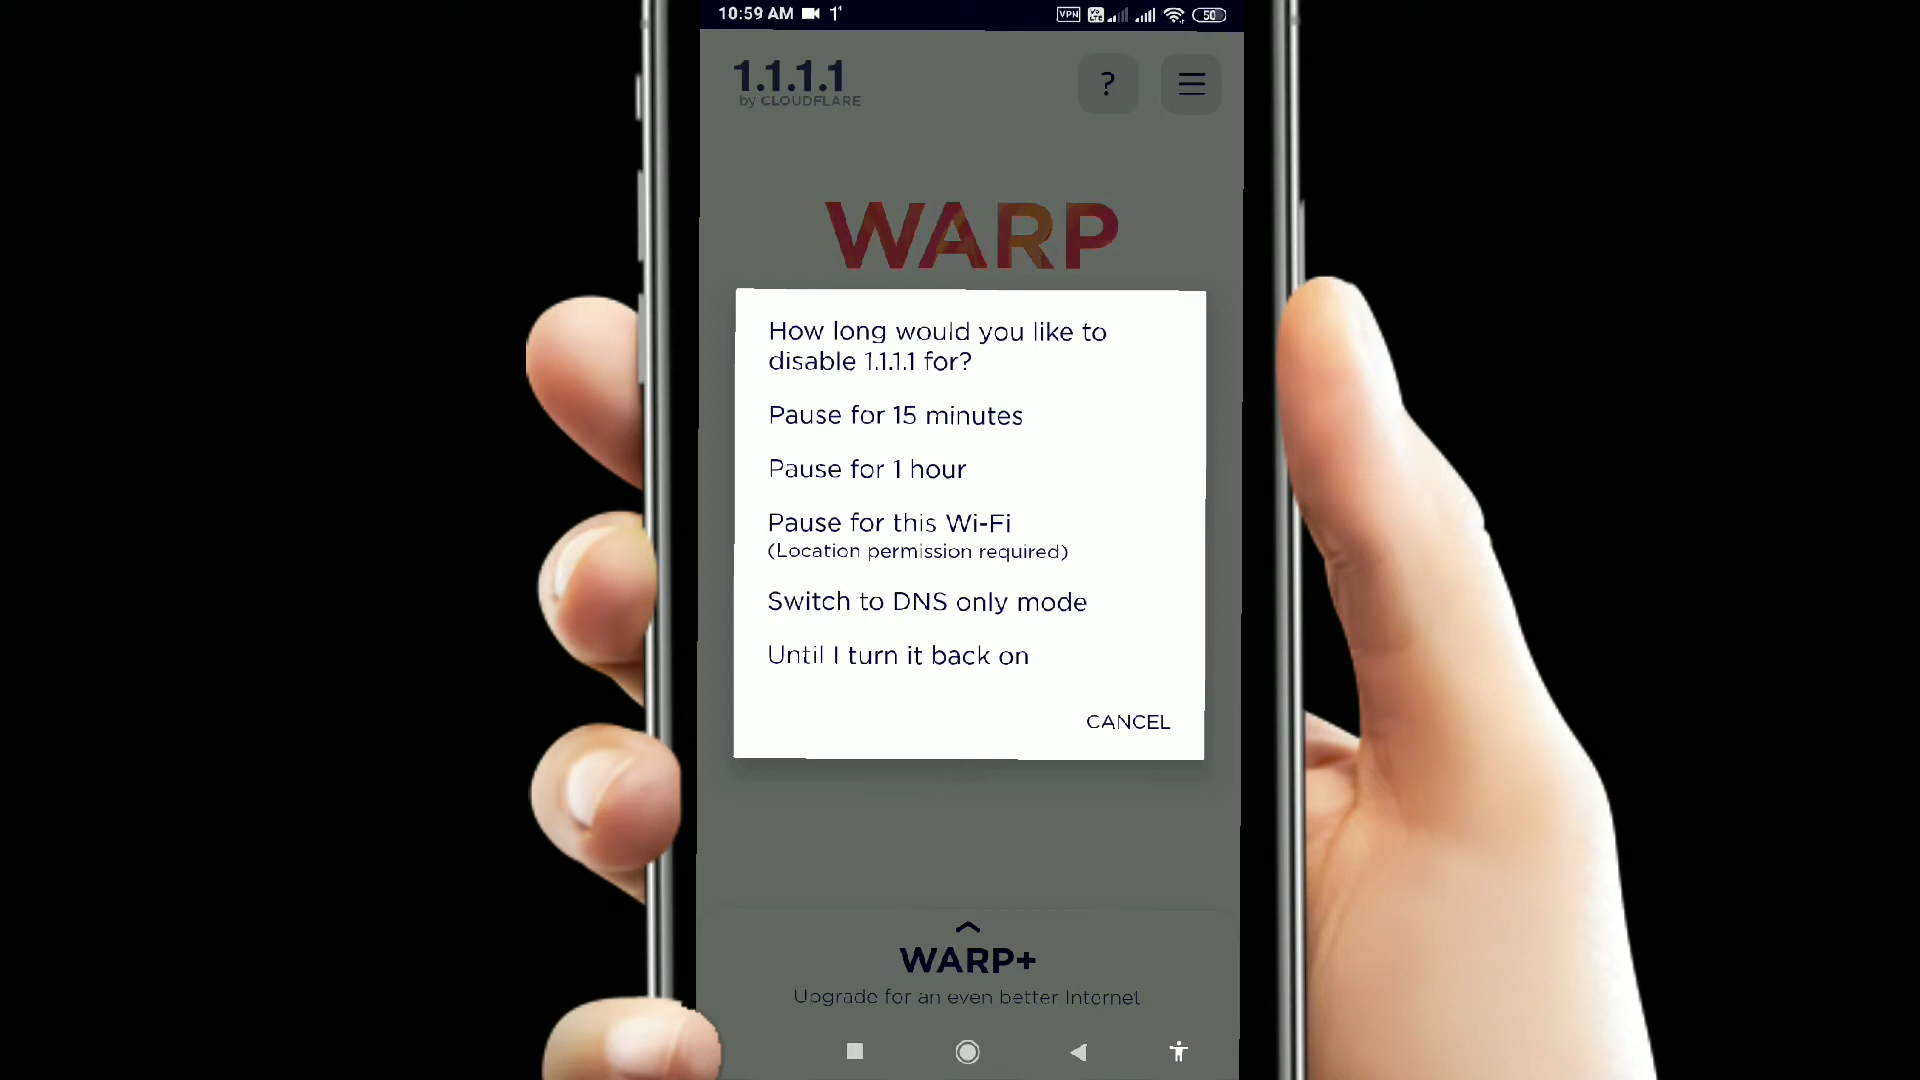 10:59 AM
VPN
50
1.1.1.1
by CLOUDFLARE
?
WARP
How long would you like to
disable 1.1.1.1 for?
Pause for 15 minutes
Pause for 1 hour
Pause for this Wi-Fi
(Location permission required)
Switch to DNS only mode
Until I turn it back on
CANCEL
WARP+
Upgrade for an even better Internet